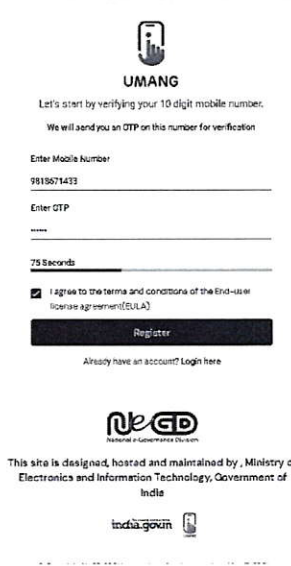 UMANG
Let's start by verifying your 10 digit mobile number.
We will send you an OTP on this number for verification
Enter Mobile Number
9818671433
Enter OTP
······
75 Seconds
I agree to the terms and conditions of the End-user
license agreement(EULA)
Register
Already have an account? Login here
NeGD
National e-Governance Division
This site is designed, hosted and maintained by , Ministry o
Electronics and Information Technology, Government of
India
india.gov.in